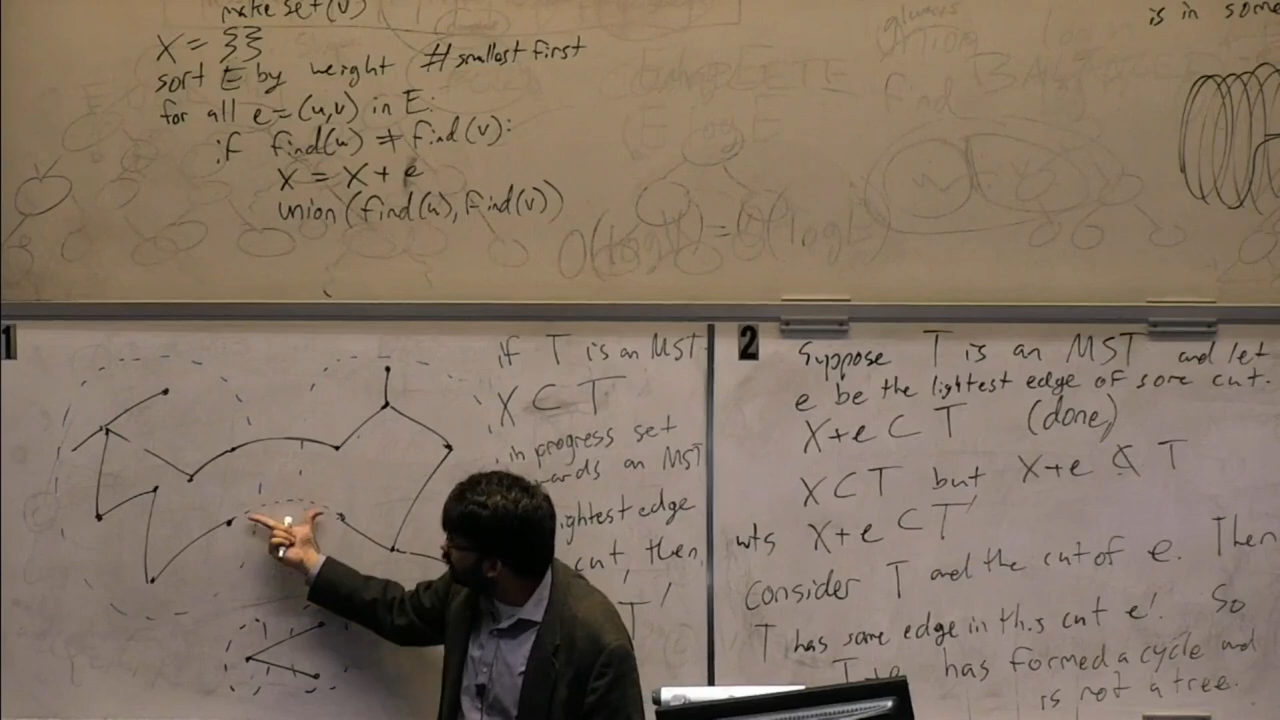 make set(v)
X = {}
sort E by weight # smallest first
for all e=(u,v) in E:
if find(u) ≠ find(v):
X = X + e
union(find(u), find(v))
is in some
O(log L) = O(log L)
1
if T is an MST
X ⊂ T
in progress set
wards an MST
ightest edge
cut, then
T'
2
Suppose T is an MST and let
e be the lightest edge of some cut.
X+e ⊂ T (done)
X ⊂ T but X+e ⊄ T
wts X+e ⊂ T'
Consider T and the cut of e. Then
T has some edge in this cut e'. So
T+e has formed a cycle and
is not a tree.